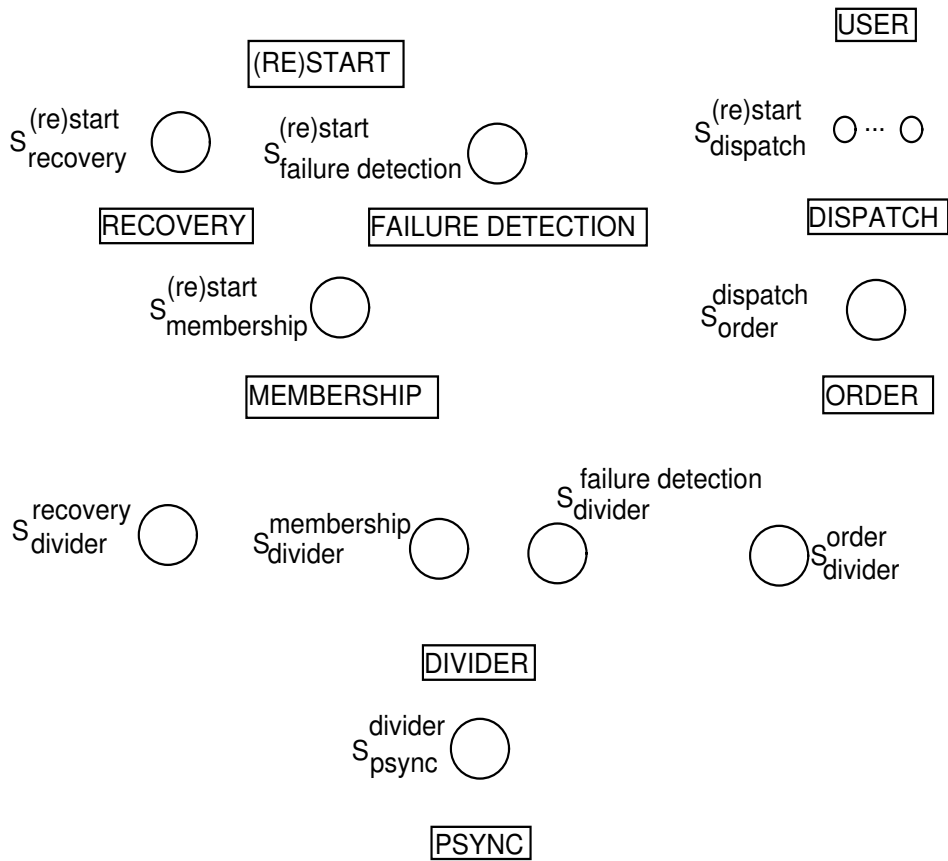 USER
(RE)START
S (re)start recovery
S (re)start failure detection
S (re)start dispatch
...
RECOVERY
FAILURE DETECTION
DISPATCH
S (re)start membership
S dispatch order
MEMBERSHIP
ORDER
S recovery divider
S membership divider
S failure detection divider
S order divider
DIVIDER
S divider psync
PSYNC